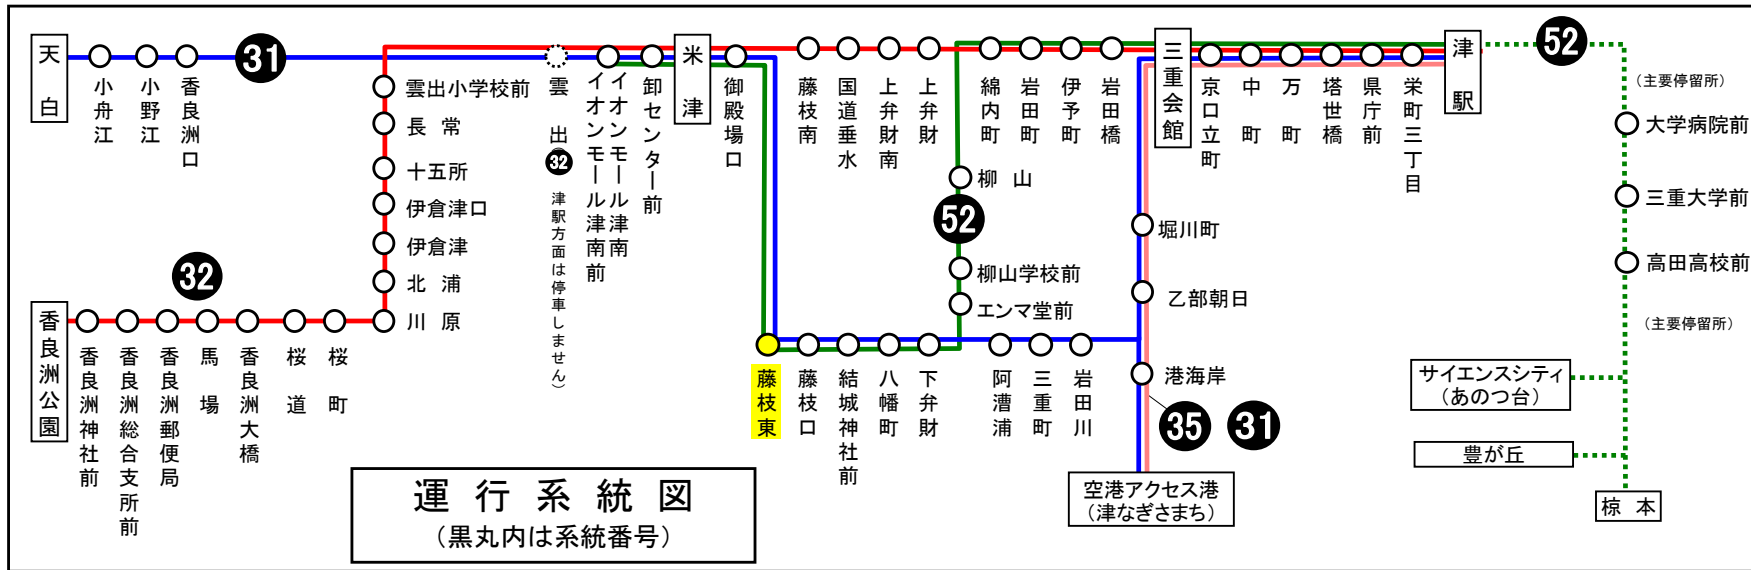 天白
小舟江
小野江
香良洲口
31
雲出小学校前
長常
十五所
伊倉津口
伊倉津
北浦
川原
32
香良洲公園
香良洲神社前
香良洲総合支所前
香良洲郵便局
馬場
香良洲大橋
桜道
桜町
雲出
32
津駅方面は停車しません)
イオンモール津南前
イオンモール津南
卸センター前
米津
御殿場口
藤枝南
国道垂水
上弁財南
上弁財
綿内町
岩田町
伊予町
岩田橋
三重会館
京口立町
中町
万町
塔世橋
県庁前
栄町三丁目
津駅
52
(主要停留所)
大学病院前
三重大学前
高田高校前
(主要停留所)
サイエンスシティ
(あのつ台)
豊が丘
椋本
柳山
52
柳山学校前
エンマ堂前
堀川町
乙部朝日
港海岸
35
31
空港アクセス港
(津なぎさまち)
藤枝東
藤枝口
結城神社前
八幡町
下弁財
阿漕浦
三重町
岩田川
運行系統図
(黒丸内は系統番号)